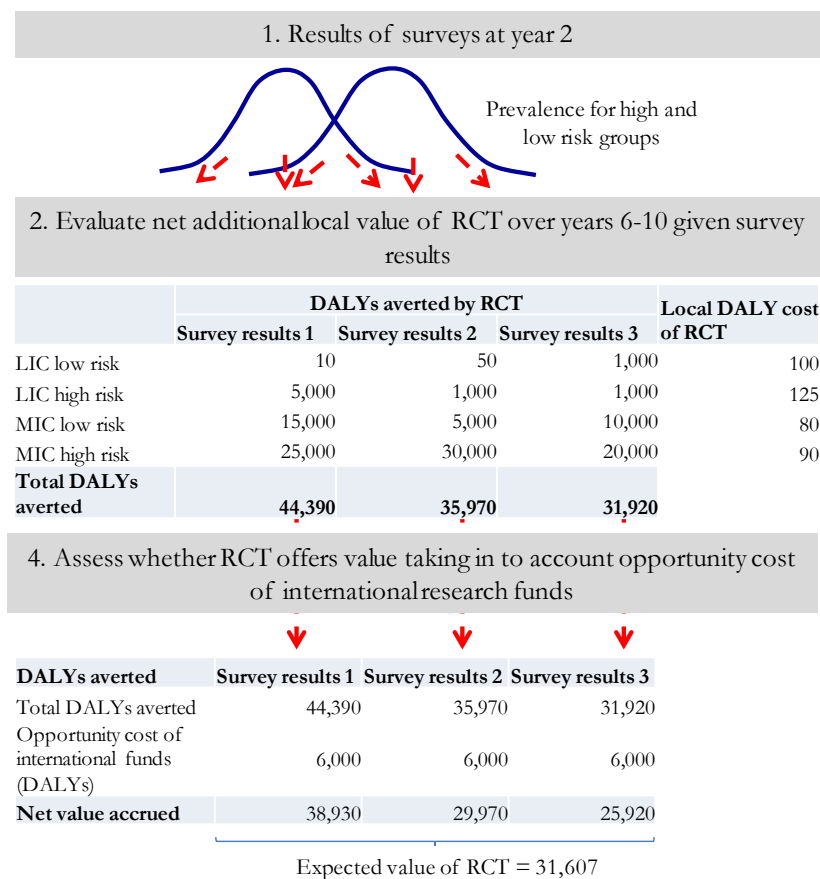 1. Results of surveys at year 2
Prevalence for high and
low risk groups
2. Evaluate net additional local value of RCT over years 6-10 given survey
results
DALYs averted by RCT
Local DALY cost
of RCT
Survey results 1 Survey results 2 Survey results 3
LIC low risk 10 50 1,000 100
LIC high risk 5,000 1,000 1,000 125
MIC low risk 15,000 5,000 10,000 80
MIC high risk 25,000 30,000 20,000 90
Total DALYs
averted 44,390 35,970 31,920
4. Assess whether RCT offers value taking in to account opportunity cost
of international research funds
DALYs averted Survey results 1 Survey results 2 Survey results 3
Total DALYs averted 44,390 35,970 31,920
Opportunity cost of
international funds 6,000 6,000 6,000
(DALYs)
Net value accrued 38,930 29,970 25,920
Expected value of RCT = 31,607